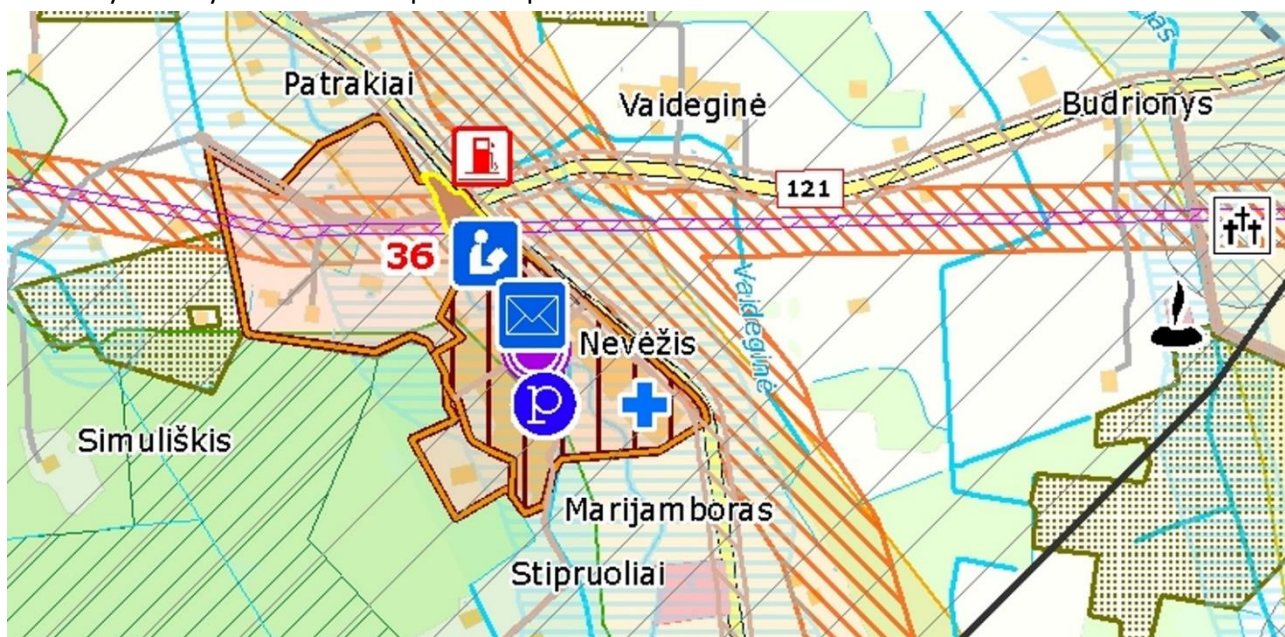 Patrakiai
Vaideginė
Budrionys
121
36
Nevėžis
Vaideginė
p
Simuliškis
Marijamboras
Stipruoliai